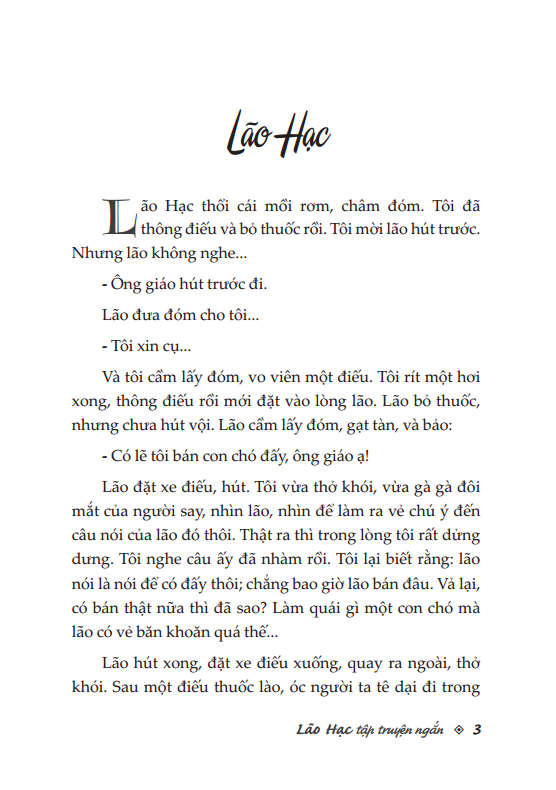 Lão Hạc
Lão Hạc thổi cái mồi rơm, châm đóm. Tôi đã
thông điếu và bỏ thuốc rồi. Tôi mời lão hút trước.
Nhưng lão không nghe...
- Ông giáo hút trước đi.
Lão đưa đóm cho tôi...
- Tôi xin cụ...
Và tôi cầm lấy đóm, vo viên một điếu. Tôi rít một hơi
xong, thông điếu rồi mới đặt vào lòng lão. Lão bỏ thuốc,
nhưng chưa hút vội. Lão cầm lấy đóm, gạt tàn, và bảo:
- Có lẽ tôi bán con chó đấy, ông giáo ạ!
Lão đặt xe điếu, hút. Tôi vừa thở khói, vừa gà gà đôi
mắt của người say, nhìn lão, nhìn để làm ra vẻ chú ý đến
câu nói của lão đó thôi. Thật ra thì trong lòng tôi rất dửng
dưng. Tôi nghe câu ấy đã nhàm rồi. Tôi lại biết rằng: lão
nói là nói để có đấy thôi; chẳng bao giờ lão bán đâu. Vả lại,
có bán thật nữa thì đã sao? Làm quái gì một con chó mà
lão có vẻ băn khoăn quá thế...
Lão hút xong, đặt xe điếu xuống, quay ra ngoài, thở
khói. Sau một điếu thuốc lào, óc người ta tê dại đi trong
Lão Hạc tập truyện ngắn ◈ 3